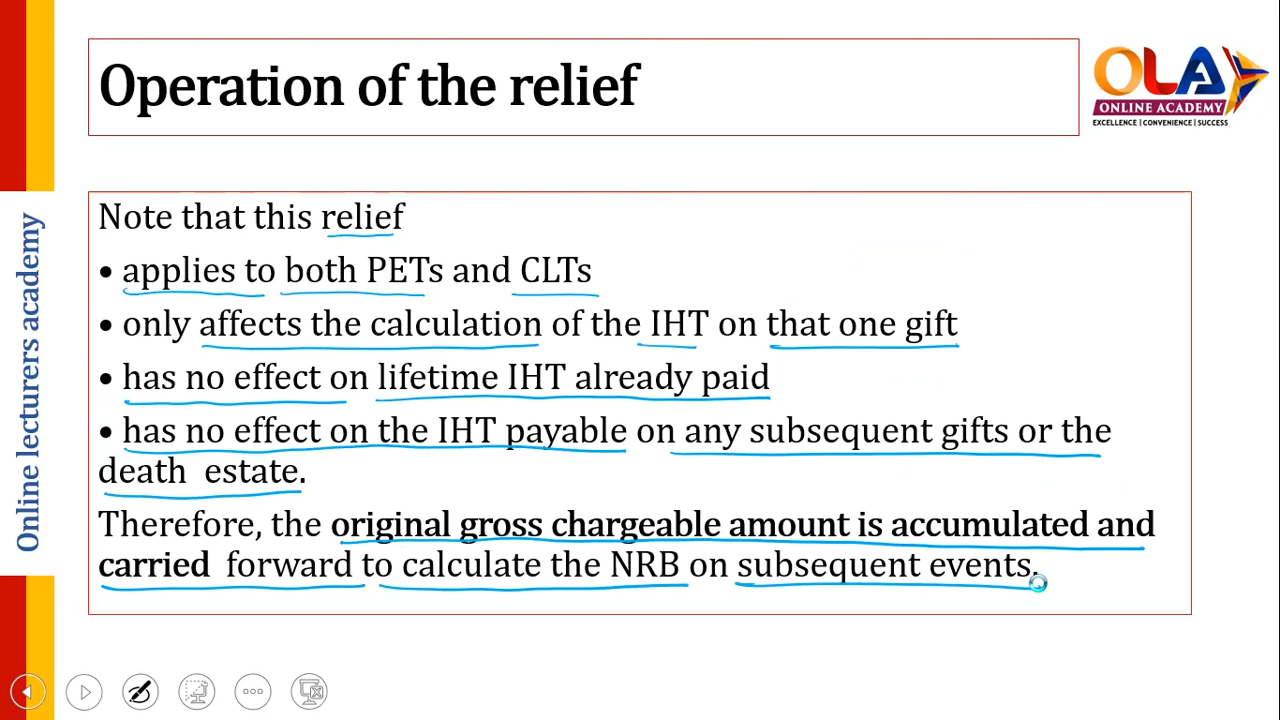 Operation of the relief
OLA
ONLINE ACADEMY
EXCELLENCE | CONVENIENCE | SUCCESS
Online lecturers academy
Note that this relief
• applies to both PETs and CLTs
• only affects the calculation of the IHT on that one gift
• has no effect on lifetime IHT already paid
• has no effect on the IHT payable on any subsequent gifts or the
death estate.
Therefore, the original gross chargeable amount is accumulated and
carried forward to calculate the NRB on subsequent events.